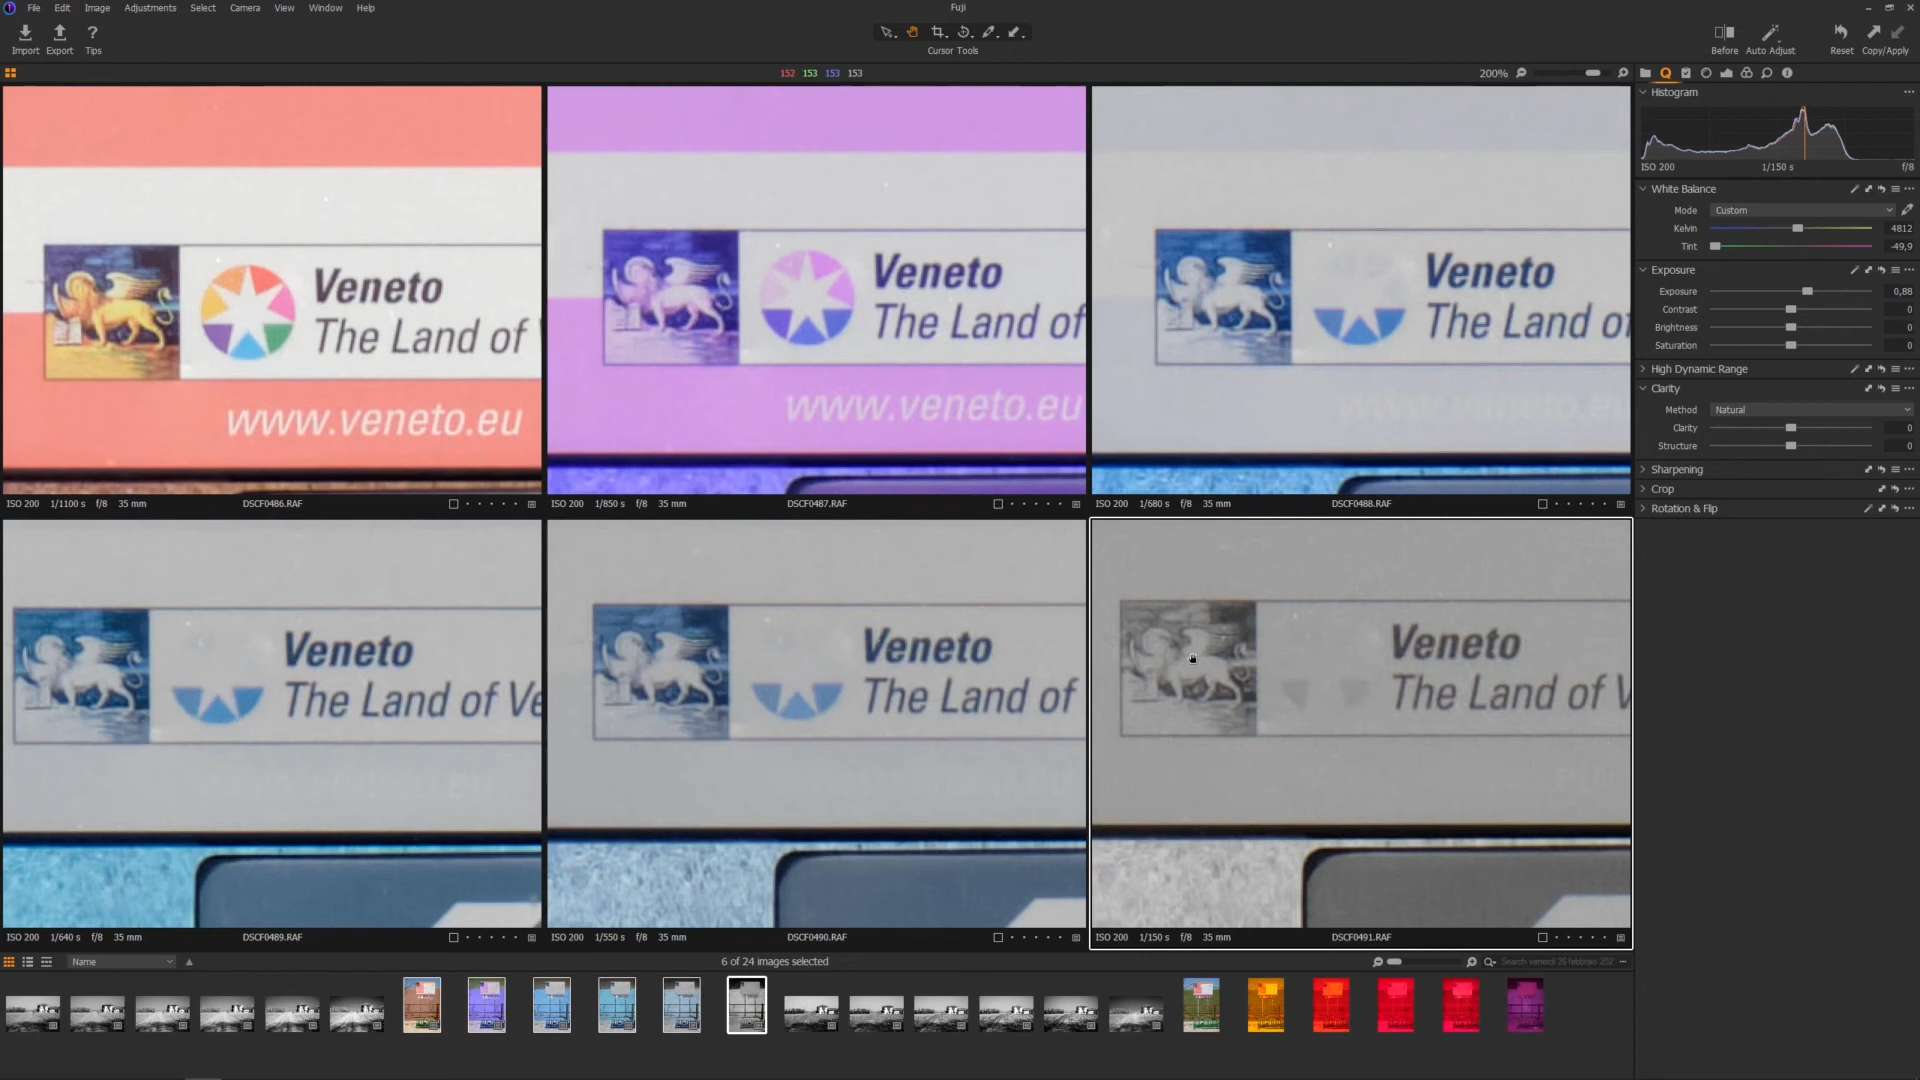 File Edit Image Adjustments Select Camera View Window Help
Fuji
Import Export Tips
Cursor Tools
Before Auto Adjust Reset Copy/Apply
152 153 153 153
200%
Histogram
ISO 200 1/150 s f/8
White Balance
Mode Custom
Kelvin 4812
Tint -49,9
Exposure
Exposure 0,88
Contrast 0
Brightness 0
Saturation 0
High Dynamic Range
Clarity
Method Natural
Clarity 0
Structure 0
Sharpening
Crop
Rotation & Flip
Veneto
The Land of
www.veneto.eu
ISO 200 1/1100 s f/8 35 mm DSCF0486.RAF
Veneto
The Land of
www.veneto.eu
ISO 200 1/850 s f/8 35 mm DSCF0487.RAF
Veneto
The Land of
ISO 200 1/680 s f/8 35 mm DSCF0488.RAF
Veneto
The Land of Ve
ISO 200 1/640 s f/8 35 mm DSCF0489.RAF
Veneto
The Land of
ISO 200 1/550 s f/8 35 mm DSCF0490.RAF
Veneto
The Land of V
ISO 200 1/150 s f/8 35 mm DSCF0491.RAF
Name
6 of 24 images selected
Search venerdì 26 febbraio 202